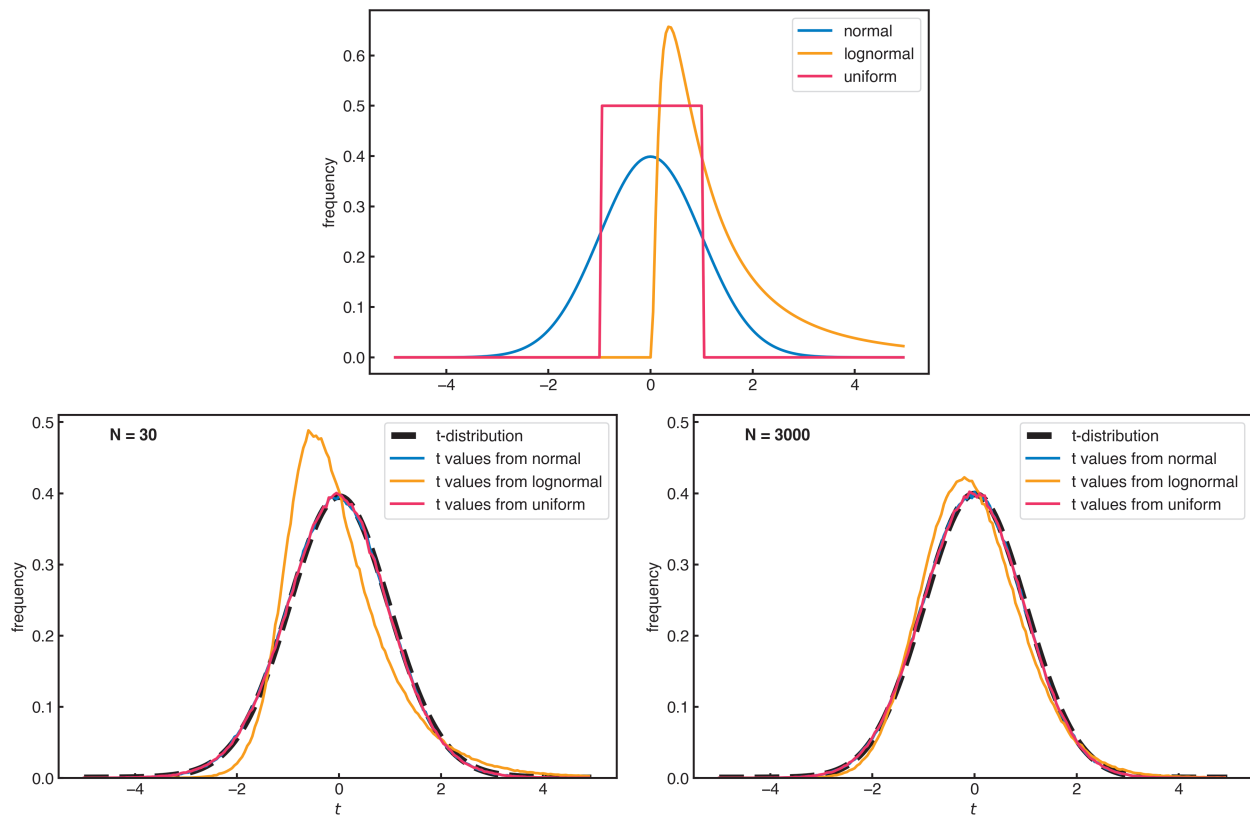 normal
lognormal
uniform
frequency
0.6
0.5
0.4
0.3
0.2
0.1
0.0
−4 −2 0 2 4
N = 30
t-distribution
t values from normal
t values from lognormal
t values from uniform
frequency
0.5
0.4
0.3
0.2
0.1
0.0
−4 −2 0 2 4
t
N = 3000
t-distribution
t values from normal
t values from lognormal
t values from uniform
frequency
0.5
0.4
0.3
0.2
0.1
0.0
−4 −2 0 2 4
t